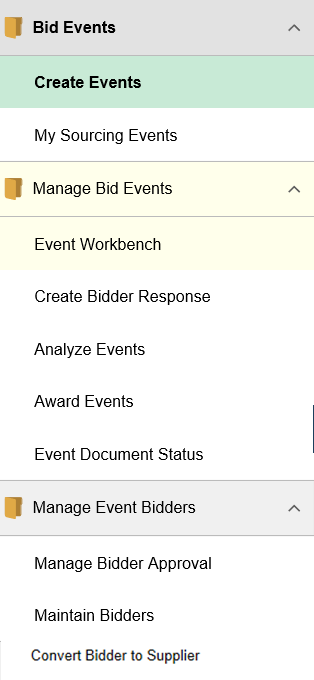 Bid Events
Create Events
My Sourcing Events
Manage Bid Events
Event Workbench
Create Bidder Response
Analyze Events
Award Events
Event Document Status
Manage Event Bidders
Manage Bidder Approval
Maintain Bidders
Convert Bidder to Supplier